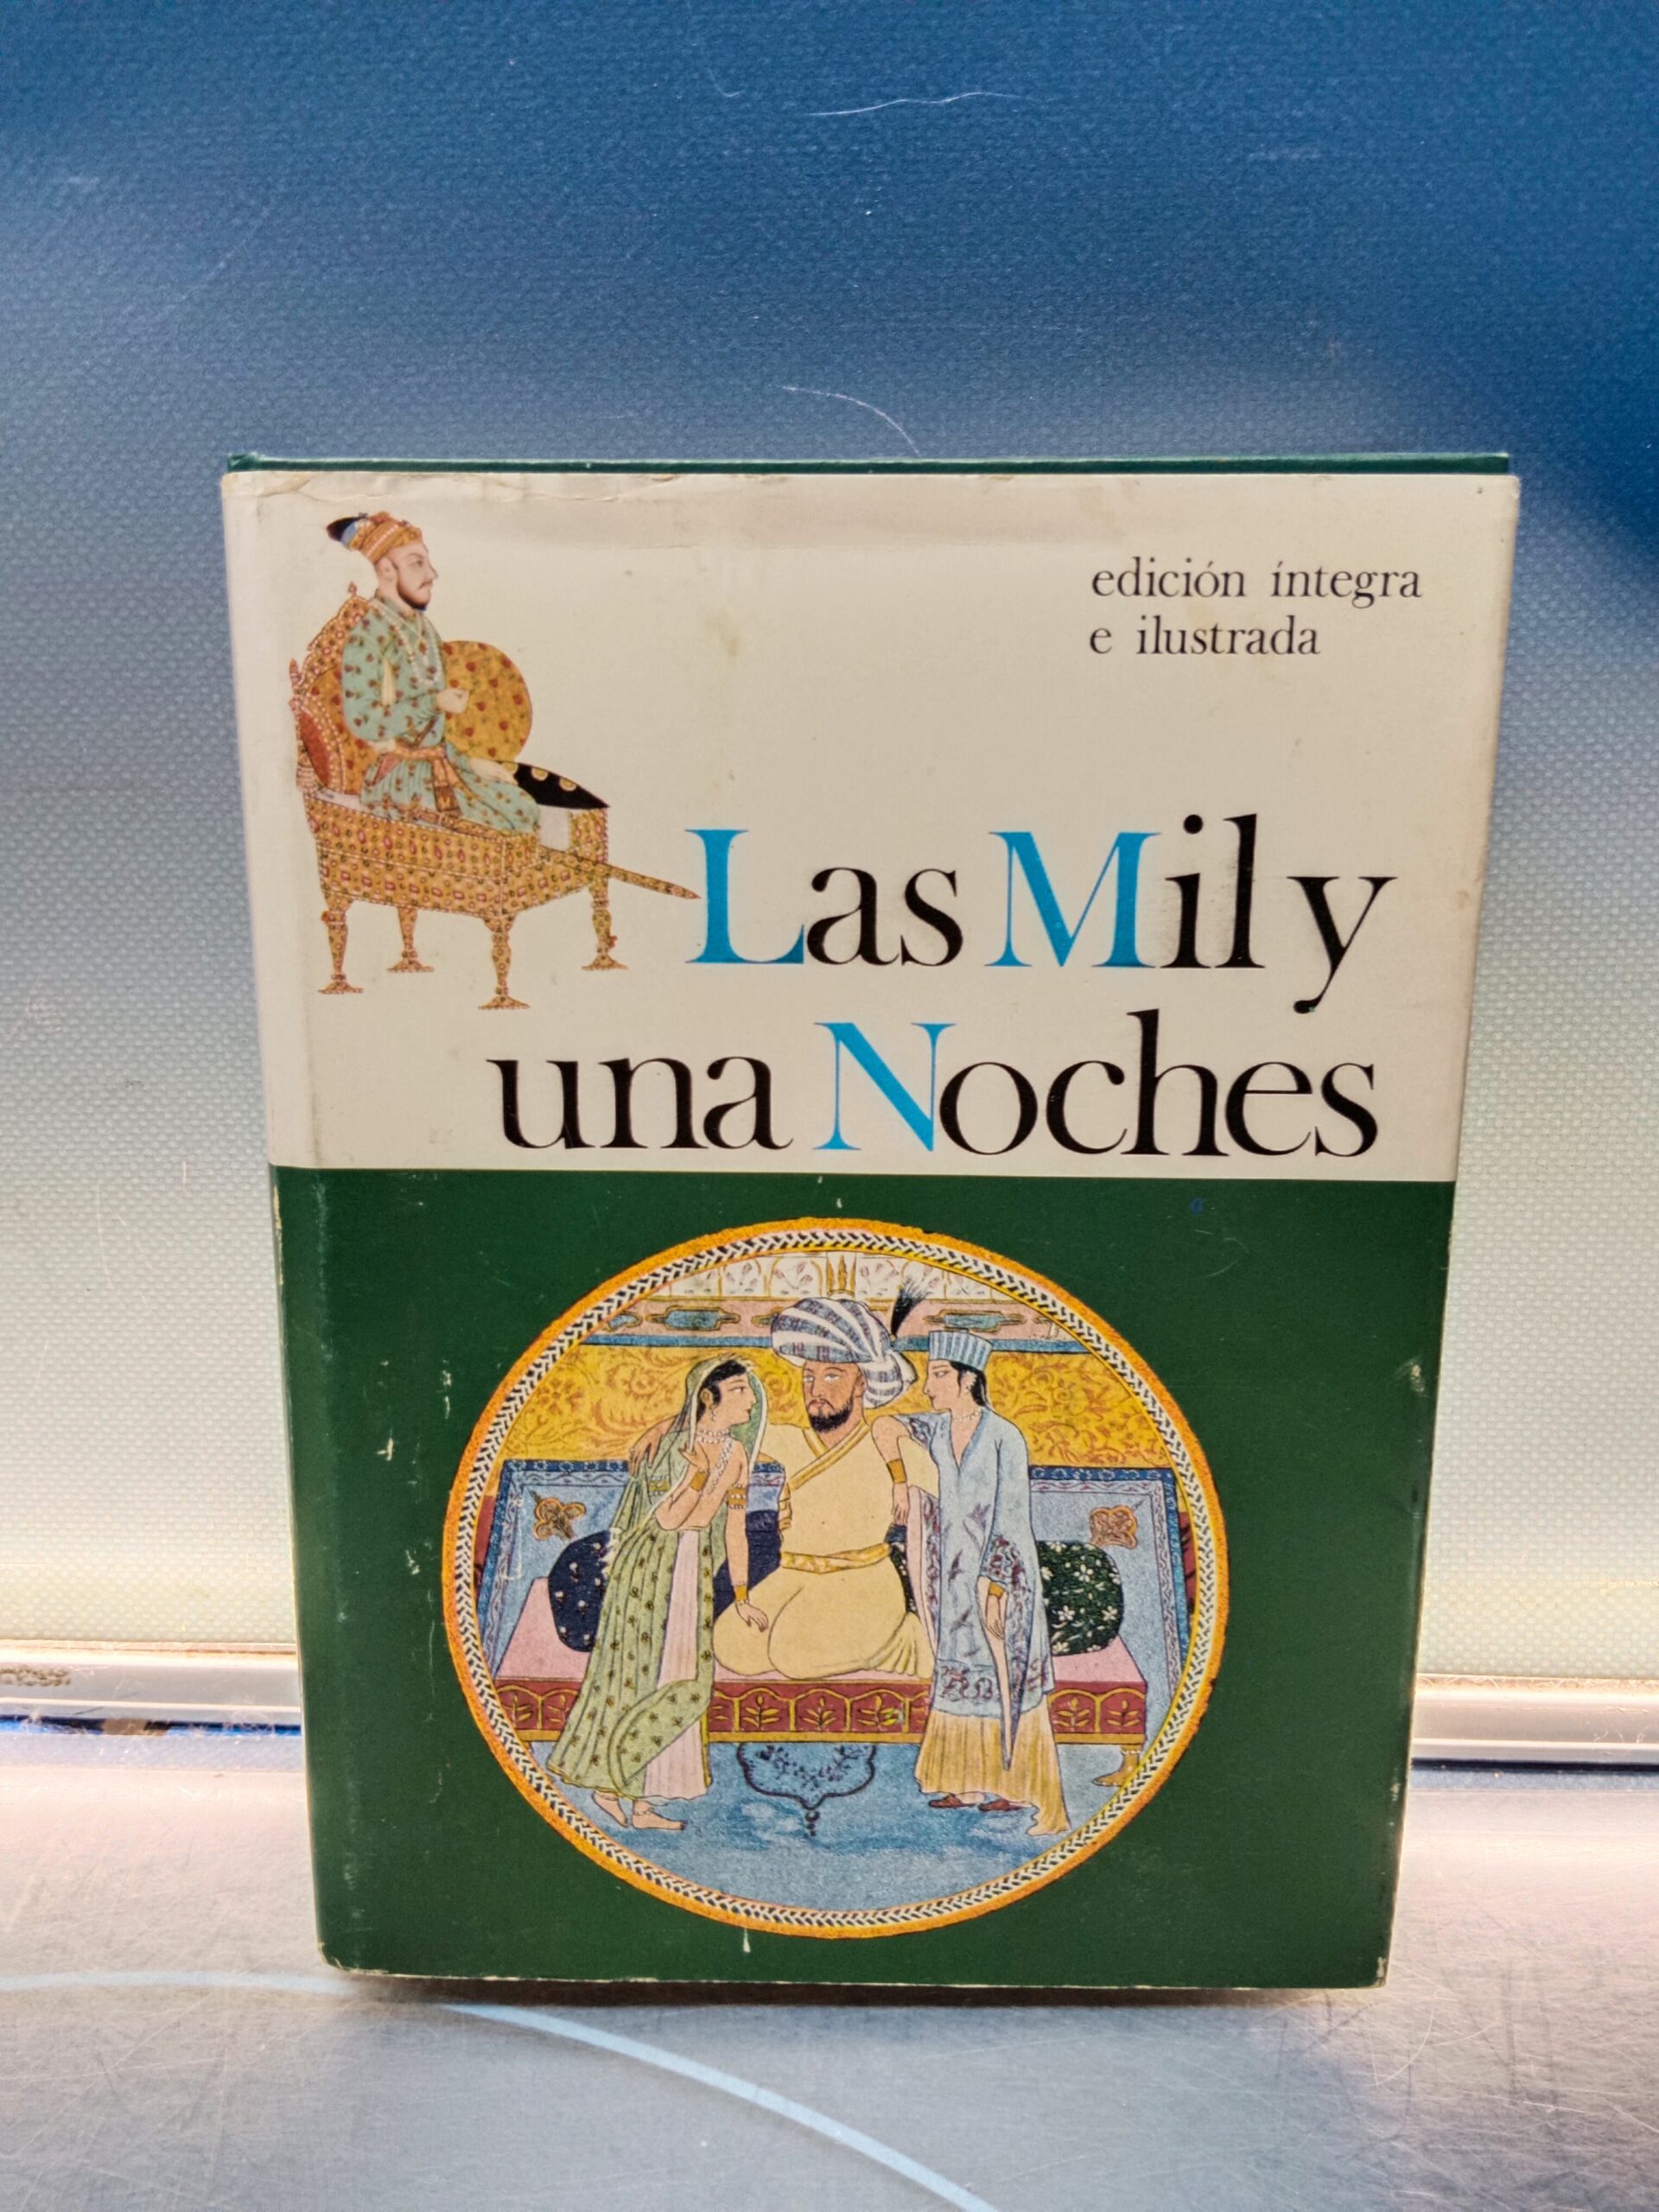 edición íntegra
e ilustrada
Las Mil y
una Noches